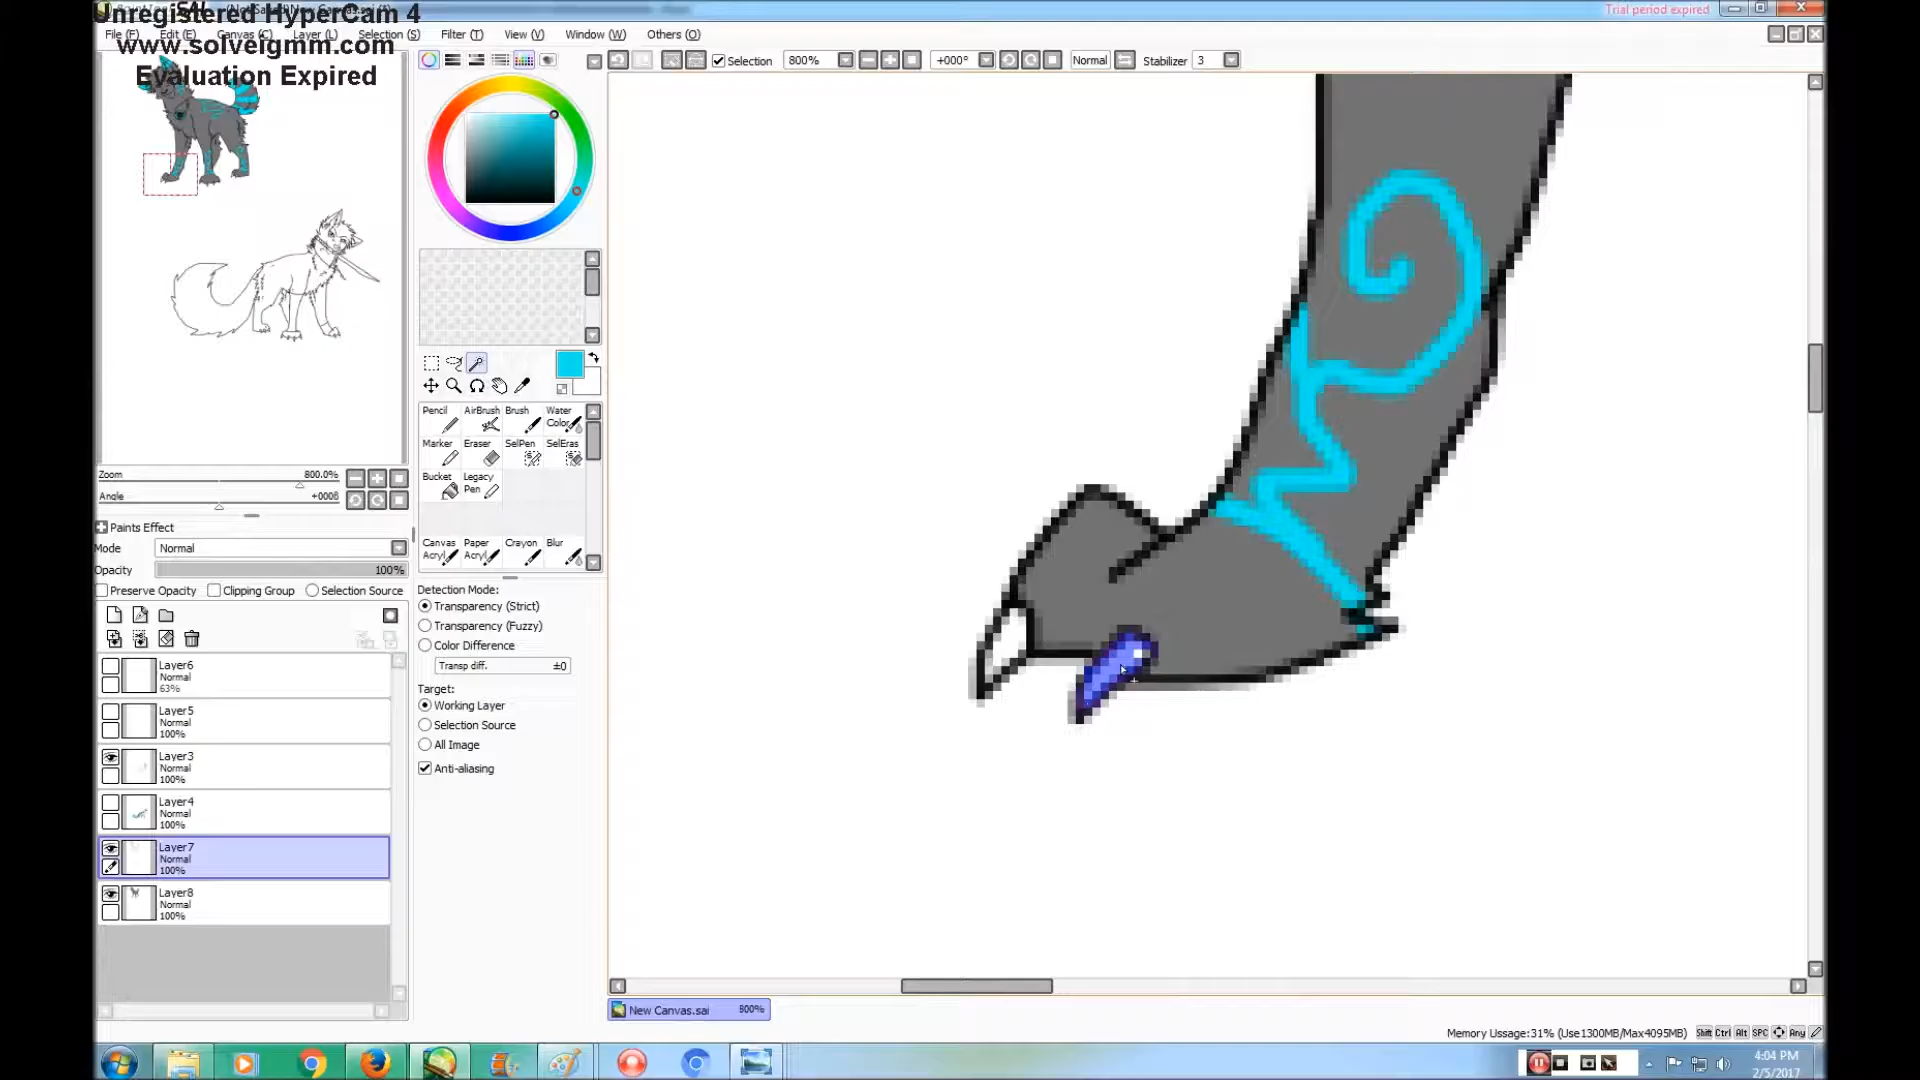 Unregistered HyperCam 4
www.solveigmm.com
Evaluation Expired
Trial period expired
File (F) Edit (E) Canvas (C) Layer (L) Selection (S) Filter (T) View (V) Window (W) Others (O)
Selection 800% +000° Normal Stabilizer 3
Zoom 800.0%
Angle
Paints Effect
Mode Normal
Opacity 100%
Preserve Opacity Clipping Group Selection Source
Layer6
Normal
63%
Layer5
Normal
100%
Layer3
Normal
100%
Layer4
Normal
100%
Layer7
Normal
100%
Layer8
Normal
100%
Pencil AirBrush Brush Water Color
Marker Eraser SelPen SelEras
Bucket Legacy Pen
Canvas Acryl Paper Acryl Crayon Blur
Detection Mode:
Transparency (Strict)
Transparency (Fuzzy)
Color Difference
Transp diff. ±0
Target:
Working Layer
Selection Source
All Image
Anti-aliasing
New Canvas.sai 800%
Memory Usage:31% (Use1300MB/Max4095MB) Shift Ctrl Alt SPC Any
4:04 PM
2/5/2017